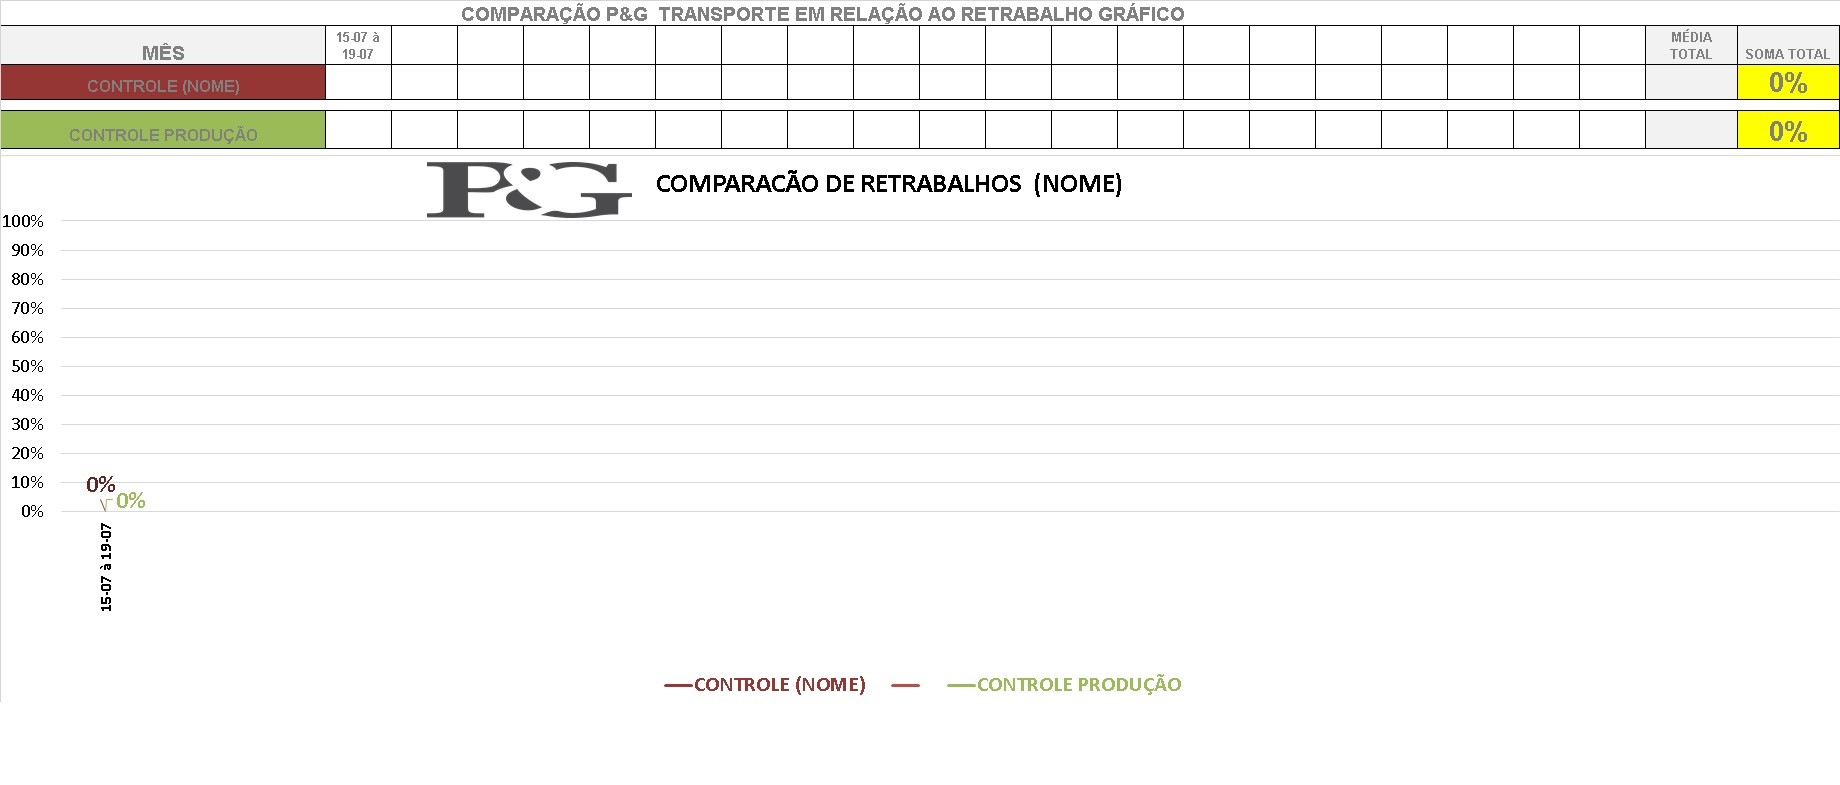 COMPARAÇÃO P&G TRANSPORTE EM RELAÇÃO AO RETRABALHO GRÁFICO
MÊS
15-07 à
19-07
MÉDIA
TOTAL
SOMA TOTAL
CONTROLE (NOME)
0%
CONTROLE PRODUÇÃO
0%
P&G
COMPARACÃO DE RETRABALHOS (NOME)
100%
90%
80%
70%
60%
50%
40%
30%
20%
10%
0%
0%
0%
15-07 à 19-07
CONTROLE (NOME)
CONTROLE PRODUÇÃO